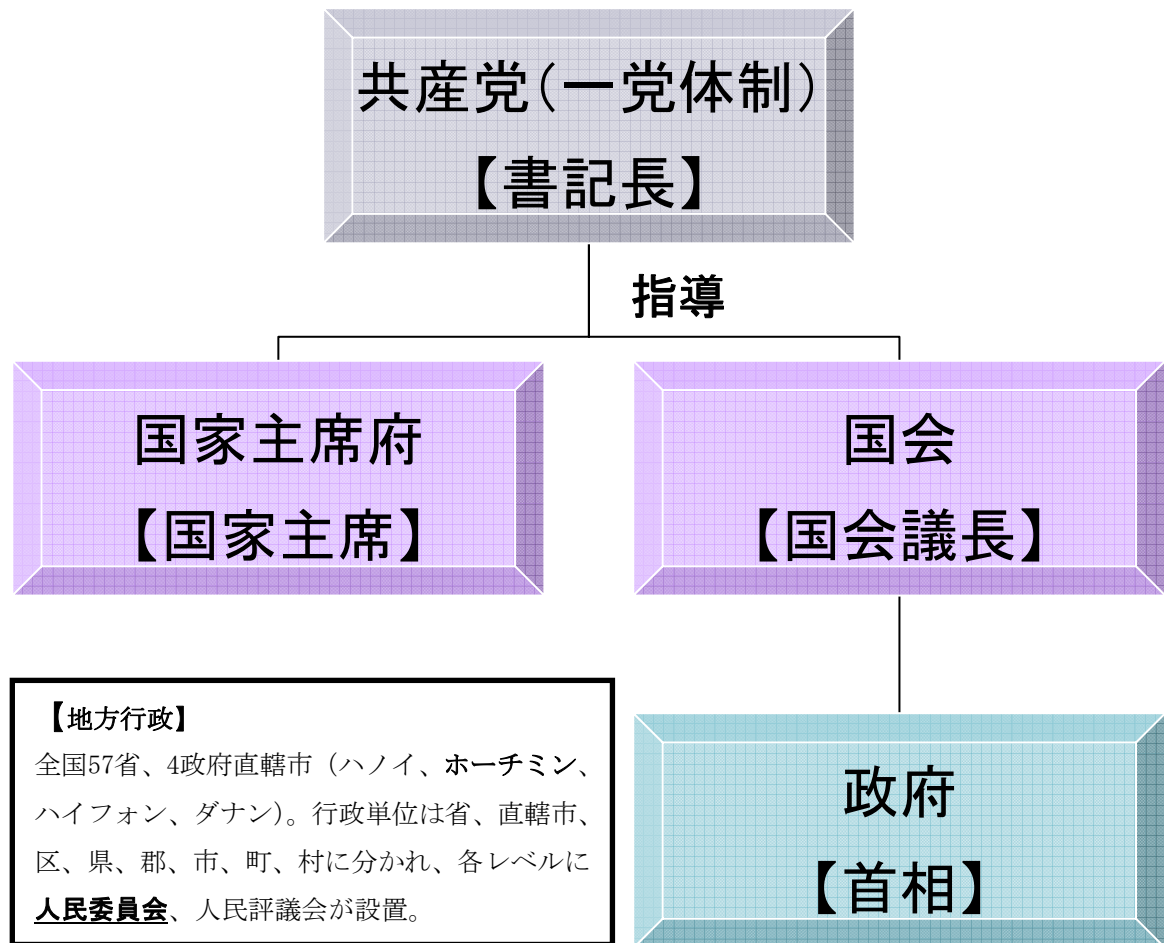 共産党(一党体制)
【書記長】
指導
国家主席府
【国家主席】
国会
【国会議長】
【地方行政】
全国57省、4政府直轄市（ハノイ、ホーチミン、
ハイフォン、ダナン）。行政単位は省、直轄市、
区、県、郡、市、町、村に分かれ、各レベルに
人民委員会、人民評議会が設置。
政府
【首相】